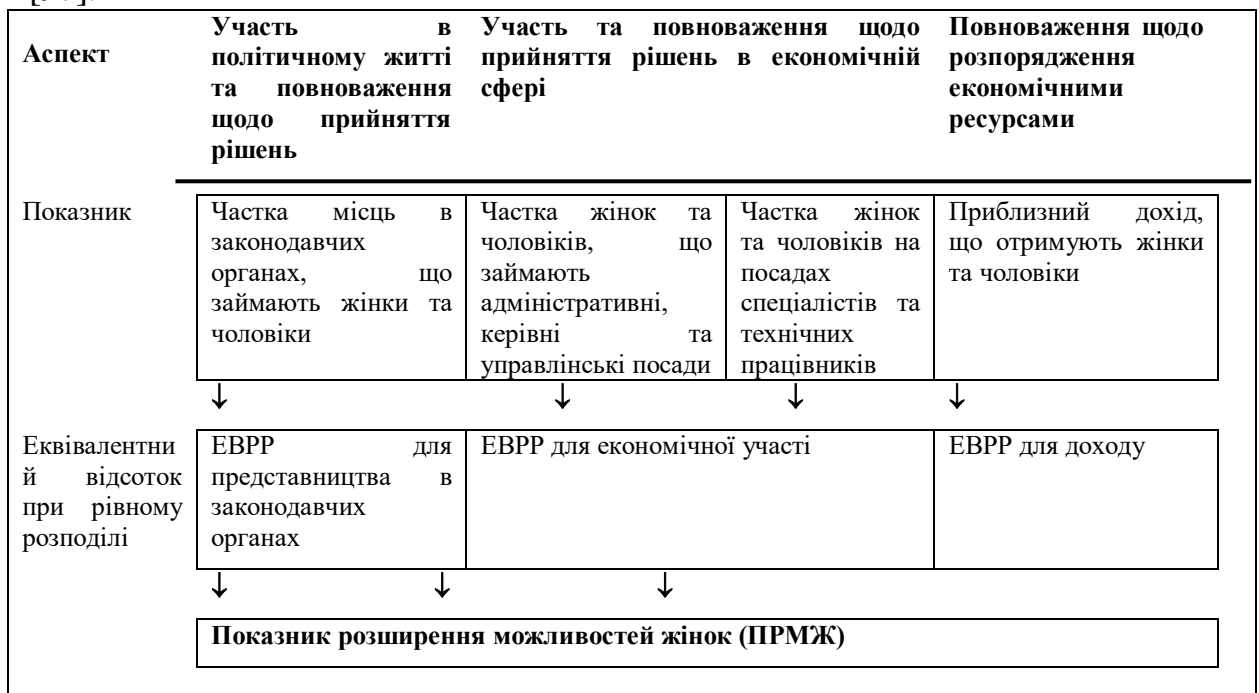 Аспект
Участь в
політичному житті
та повноваження
щодо прийняття
рішень
Участь та повноваження щодо
прийняття рішень в економічній
сфері
Повноваження щодо
розпорядження
економічними
ресурсами
Показник
Частка місць в
законодавчих
органах, що
займають жінки та
чоловіки
Частка жінок та
чоловіків, що
займають
адміністративні,
керівні та
управлінські посади
Частка жінок
та чоловіків на
посадах
спеціалістів та
технічних
працівників
Приблизний дохід,
що отримують жінки
та чоловіки
↓ ↓ ↓ ↓
Еквівалентни
й відсоток
при рівному
розподілі
ЕВРР для
представництва в
законодавчих
органах
ЕВРР для економічної участі
ЕВРР для доходу
↓ ↓ ↓
Показник розширення можливостей жінок (ПРМЖ)